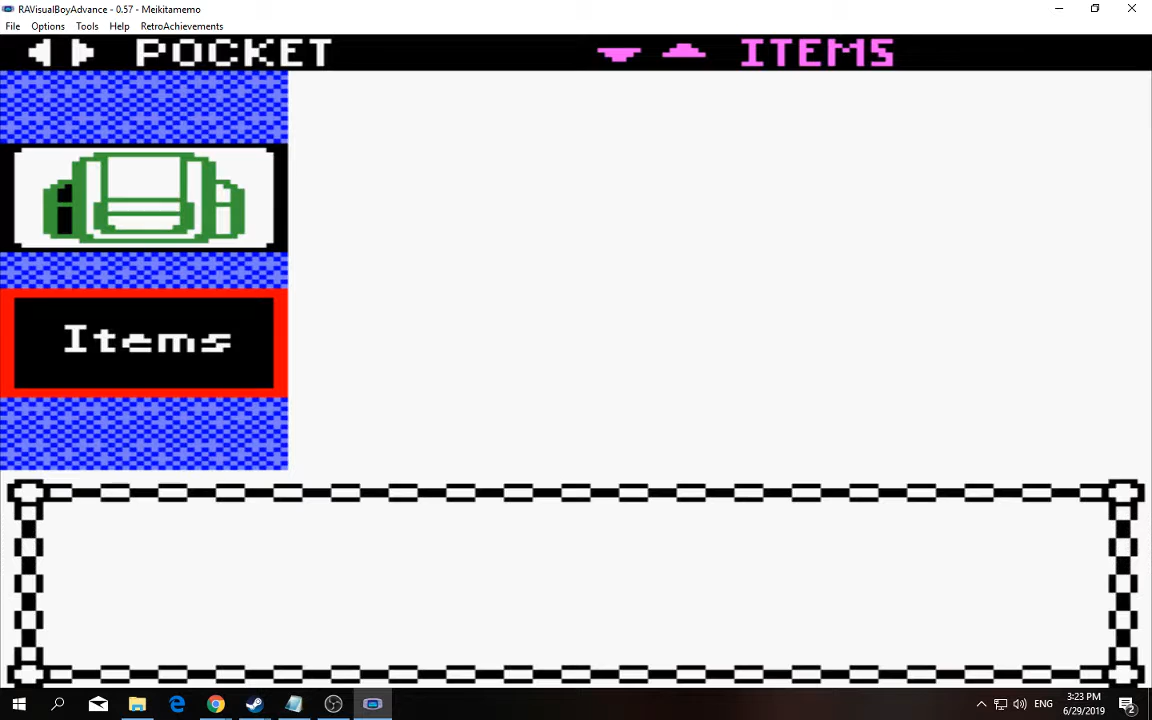 RAVisualBoyAdvance - 0.57 - Meikitamemo
File Options Tools Help RetroAchievements
POCKET ITEMS
Items
ENG
3:23 PM
6/29/2019
2